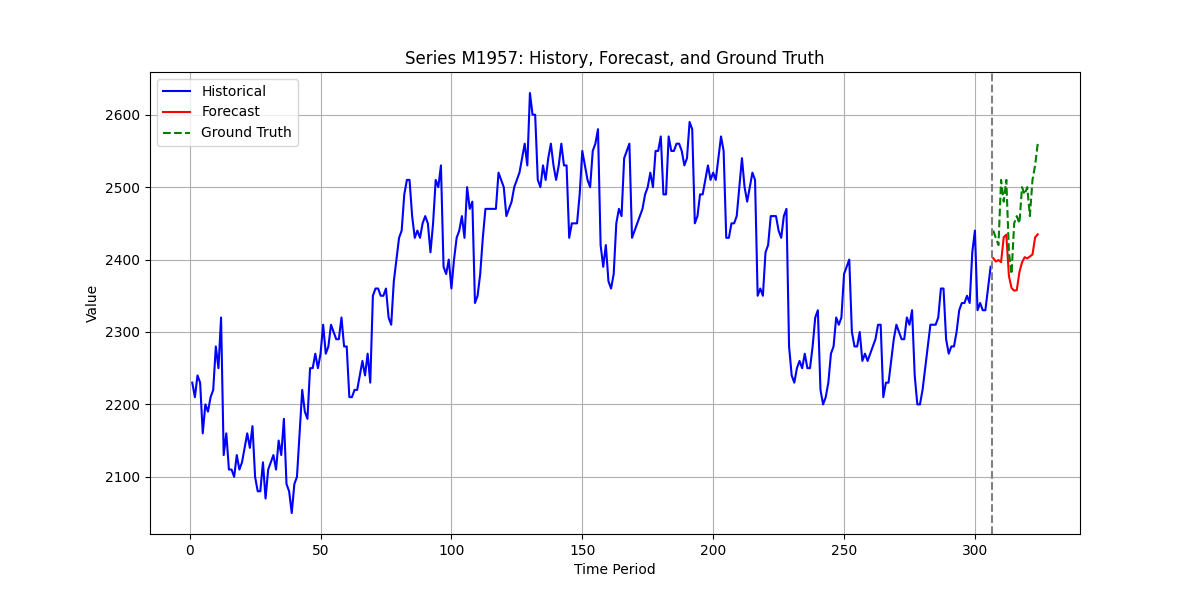 Series M1957: History, Forecast, and Ground Truth
Historical
Forecast
Ground Truth
Value
2600
2500
2400
2300
2200
2100
0 50 100 150 200 250 300
Time Period